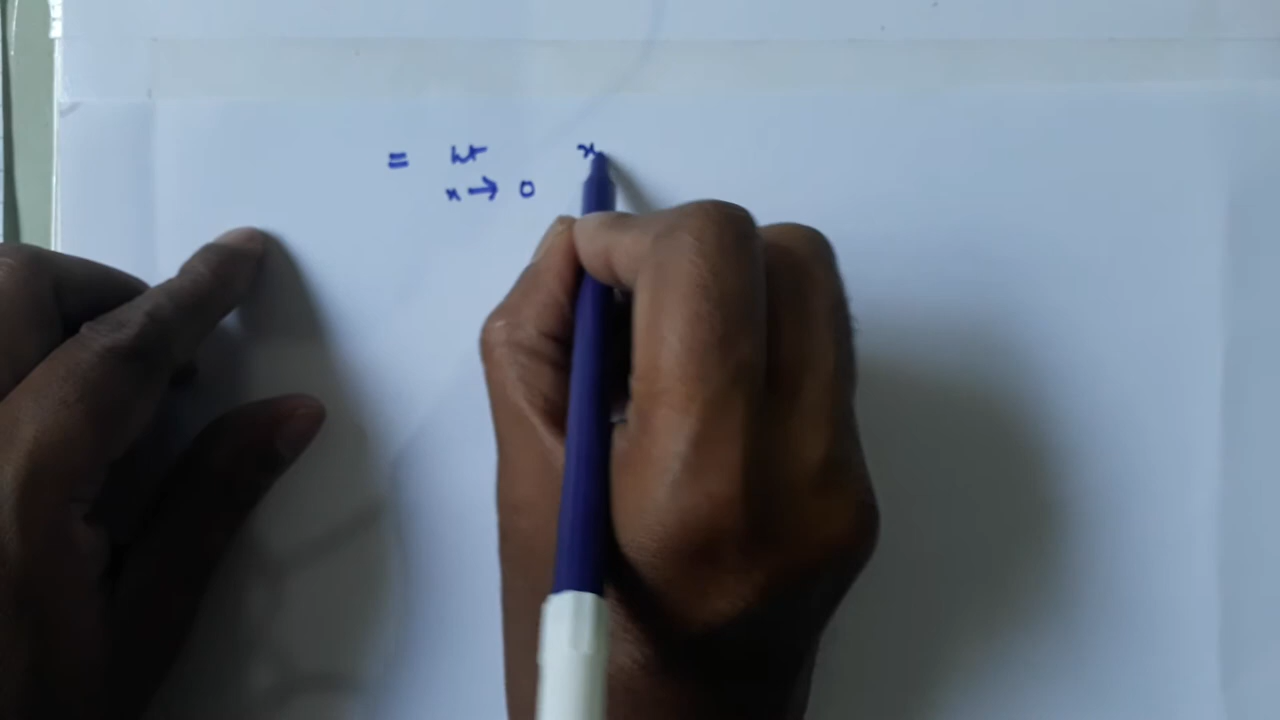 = Lt x
x → 0